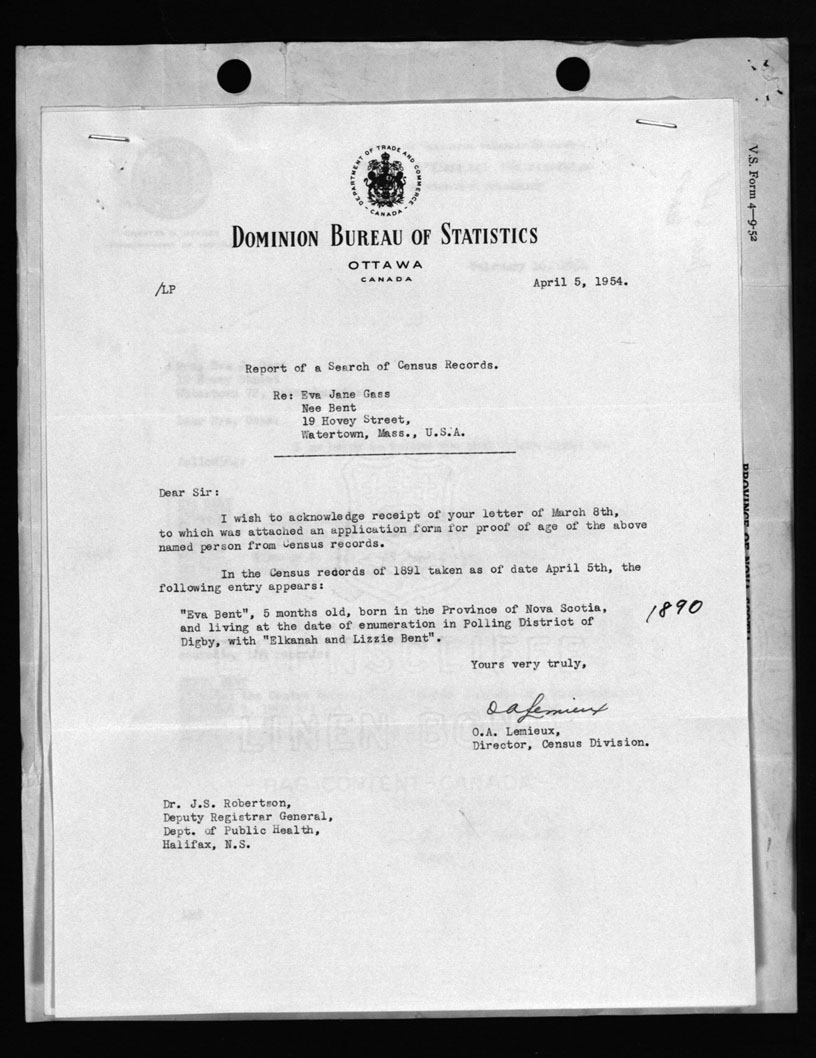 DEPARTMENT OF TRADE AND COMMERCE
- CANADA -
DOMINION BUREAU OF STATISTICS
OTTAWA
CANADA
/LP
April 5, 1954.
V.S. Form 4—9-52
Report of a Search of Census Records.
Re: Eva Jane Gass
Nee Bent
19 Hovey Street,
Watertown, Mass., U.S.A.
Dear Sir:
I wish to acknowledge receipt of your letter of March 8th,
to which was attached an application form for proof of age of the above
named person from Census records.
In the Census records of 1891 taken as of date April 5th, the
following entry appears:
"Eva Bent", 5 months old, born in the Province of Nova Scotia,
and living at the date of enumeration in Polling District of
Digby, with "Elkanah and Lizzie Bent".
1890
Yours very truly,
O A Lemieux
O.A. Lemieux,
Director, Census Division.
Dr. J.S. Robertson,
Deputy Registrar General,
Dept. of Public Health,
Halifax, N.S.